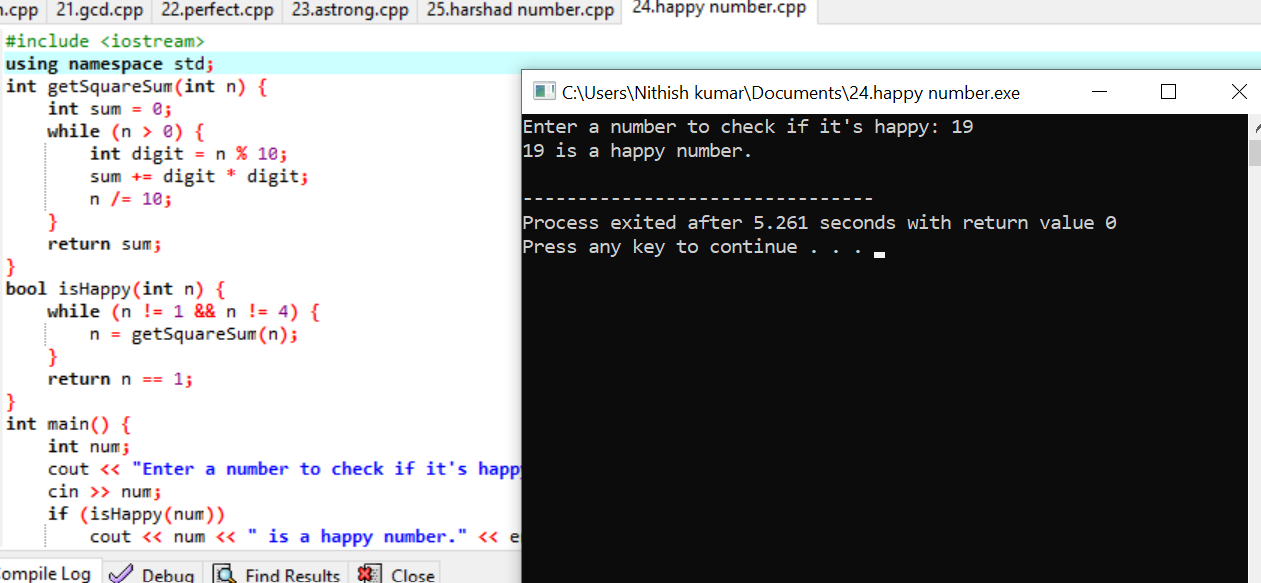 21.gcd.cpp 22.perfect.cpp 23.astrong.cpp 25.harshad number.cpp 24.happy number.cpp
#include <iostream>
using namespace std;
int getSquareSum(int n) {
int sum = 0;
while (n > 0) {
int digit = n % 10;
sum += digit * digit;
n /= 10;
}
return sum;
}
bool isHappy(int n) {
while (n != 1 && n != 4) {
n = getSquareSum(n);
}
return n == 1;
}
int main() {
int num;
cout << "Enter a number to check if it's happ
cin >> num;
if (isHappy(num))
cout << num << " is a happy number." <<
Compile Log Debug Find Results Close
C:\Users\Nithish kumar\Documents\24.happy number.exe
Enter a number to check if it's happy: 19
19 is a happy number.
--------------------------------
Process exited after 5.261 seconds with return value 0
Press any key to continue . . .